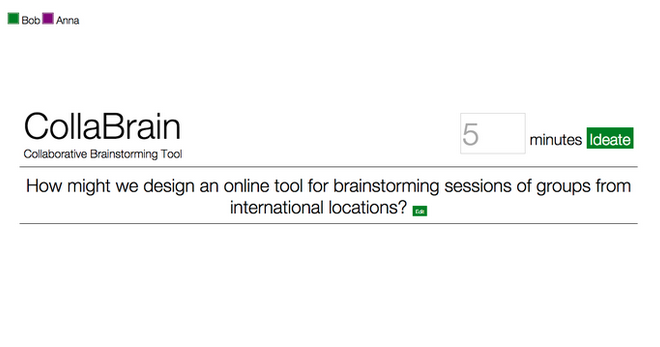 Bob Anna
CollaBrain
Collaborative Brainstorming Tool
5 minutes Ideate
How might we design an online tool for brainstorming sessions of groups from
international locations? Edit